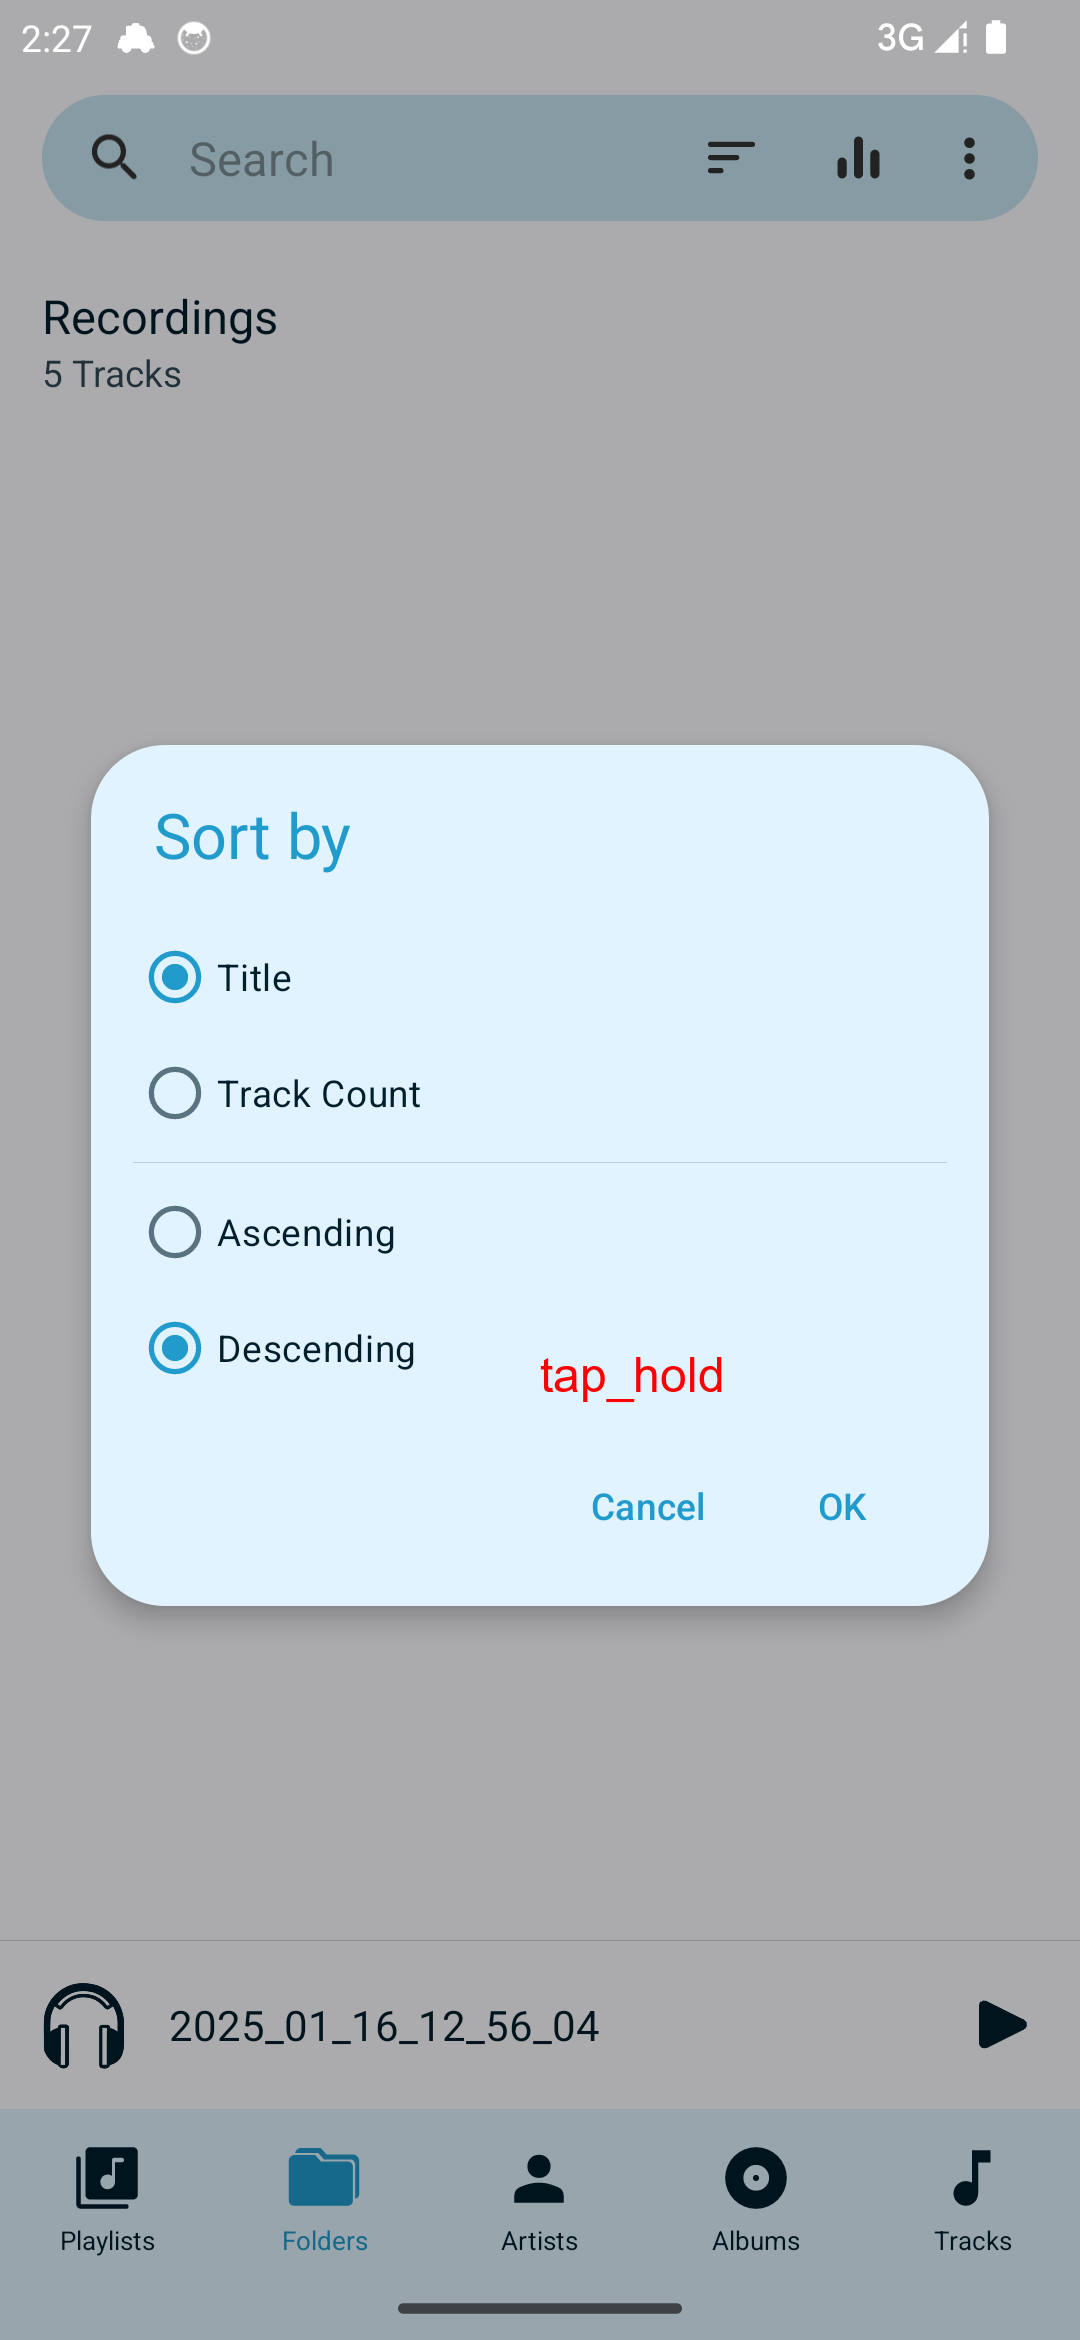 2:27
3G
Search
Recordings
5 Tracks
Sort by
Title
Track Count
Ascending
Descending
tap_hold
Cancel
OK
2025_01_16_12_56_04
Playlists
Folders
Artists
Albums
Tracks